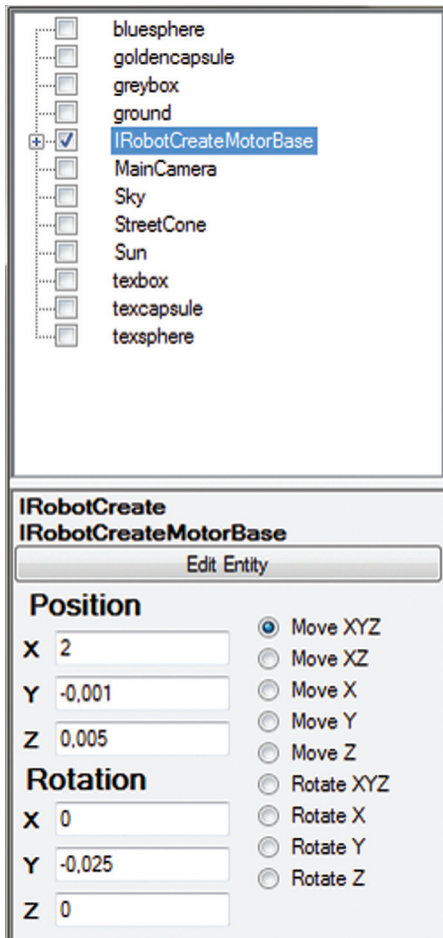 bluesphere
goldencapsule
greybox
ground
IRobotCreateMotorBase
MainCamera
Sky
StreetCone
Sun
texbox
texcapsule
texsphere
IRobotCreate
IRobotCreateMotorBase
Edit Entity
Position
X 2
Y -0,001
Z 0,005
Rotation
X 0
Y -0,025
Z 0
Move XYZ
Move XZ
Move X
Move Y
Move Z
Rotate XYZ
Rotate X
Rotate Y
Rotate Z